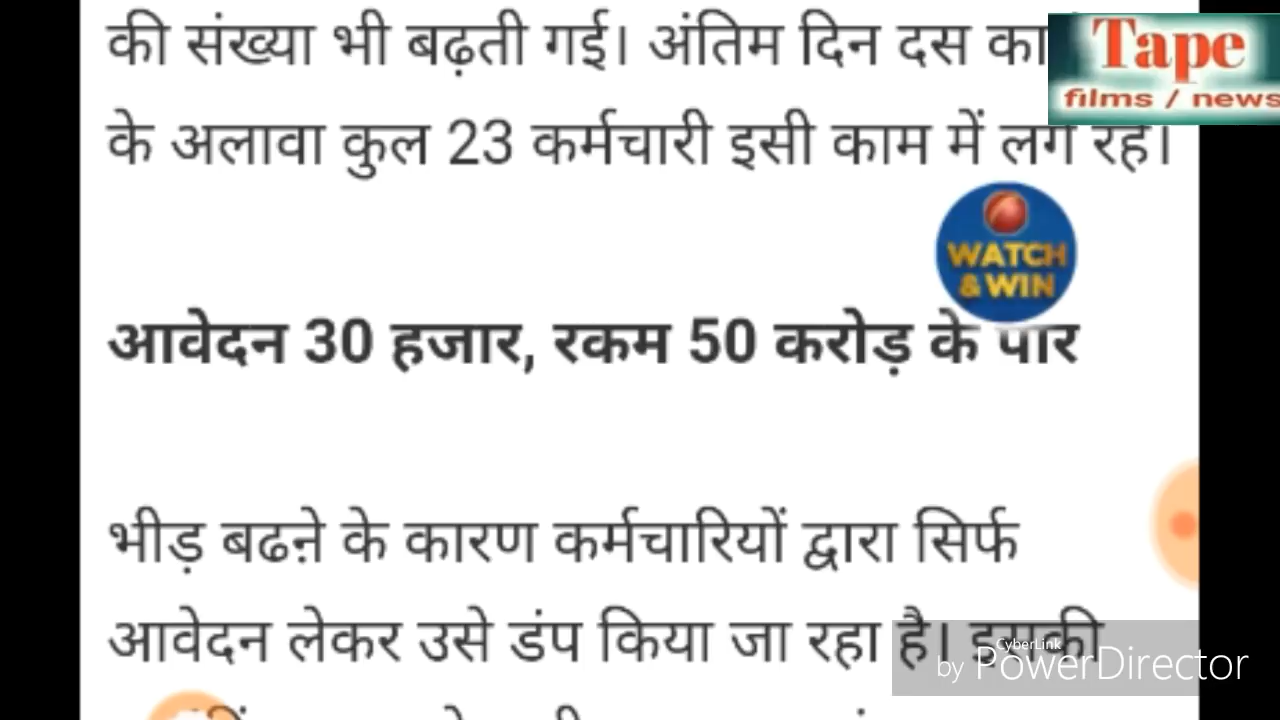 की संख्या भी बढ़ती गई। अंतिम दिन दस
Tape
films / news
के अलावा कुल 23 कर्मचारी इसी काम में लगे रहे।
WATCH
& WIN
आवेदन 30 हजार, रकम 50 करोड़ के पार
भीड़ बढऩे के कारण कर्मचारियों द्वारा सिर्फ
आवेदन लेकर उसे डंप किया जा रहा है। इसकी
CyberLink
by PowerDirector